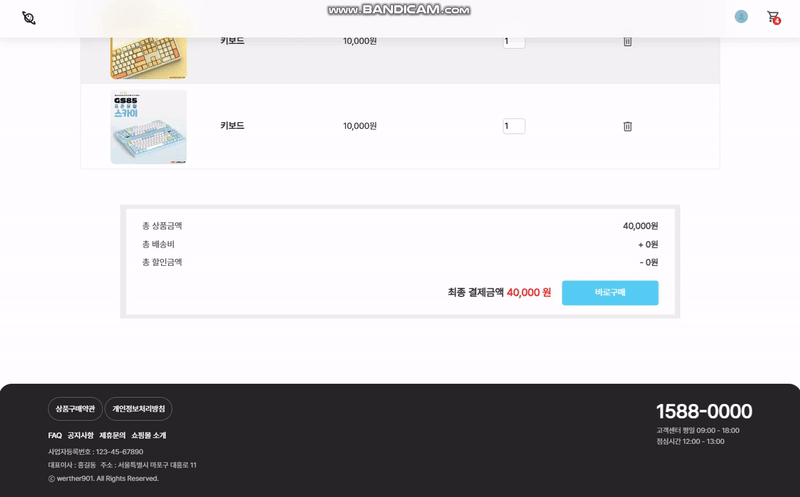 www.BANDICAM.com
4
키보드 10,000원 1
GS85
스카이
키보드 10,000원 1
총 상품금액 40,000원
총 배송비 + 0원
총 할인금액 - 0원
최종 결제금액 40,000 원 바로구매
상품구매약관 개인정보처리방침
1588-0000
고객센터 평일 09:00 - 18:00
점심시간 12:00 - 13:00
FAQ 공지사항 제휴문의 쇼핑몰 소개
사업자등록번호 : 123-45-67890
대표이사 : 홍길동 주소 : 서울특별시 마포구 대흥로 11
ⓒ werther901. All Rights Reserved.